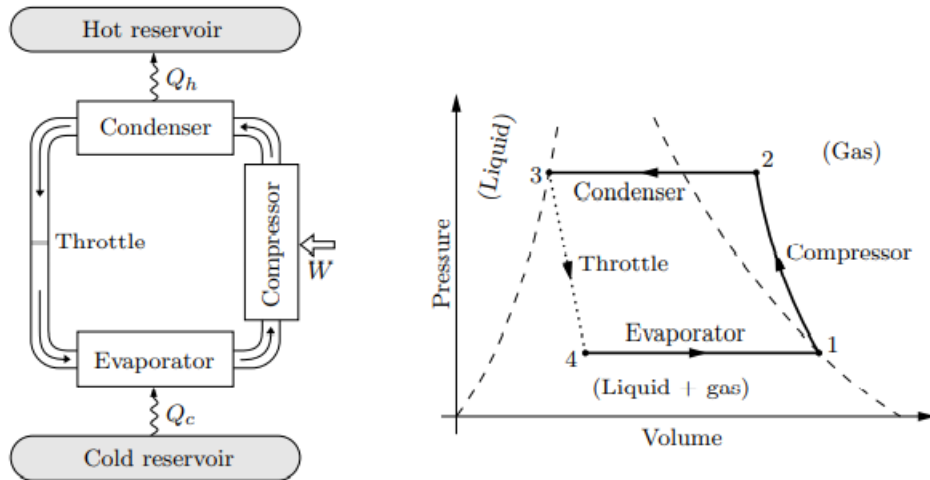 Hot reservoir
Q_h
Condenser
Throttle
Compressor
W
Evaporator
Q_c
Cold reservoir
Pressure
(Liquid)
(Gas)
3
2
Condenser
Throttle
Compressor
Evaporator
4
1
(Liquid + gas)
Volume